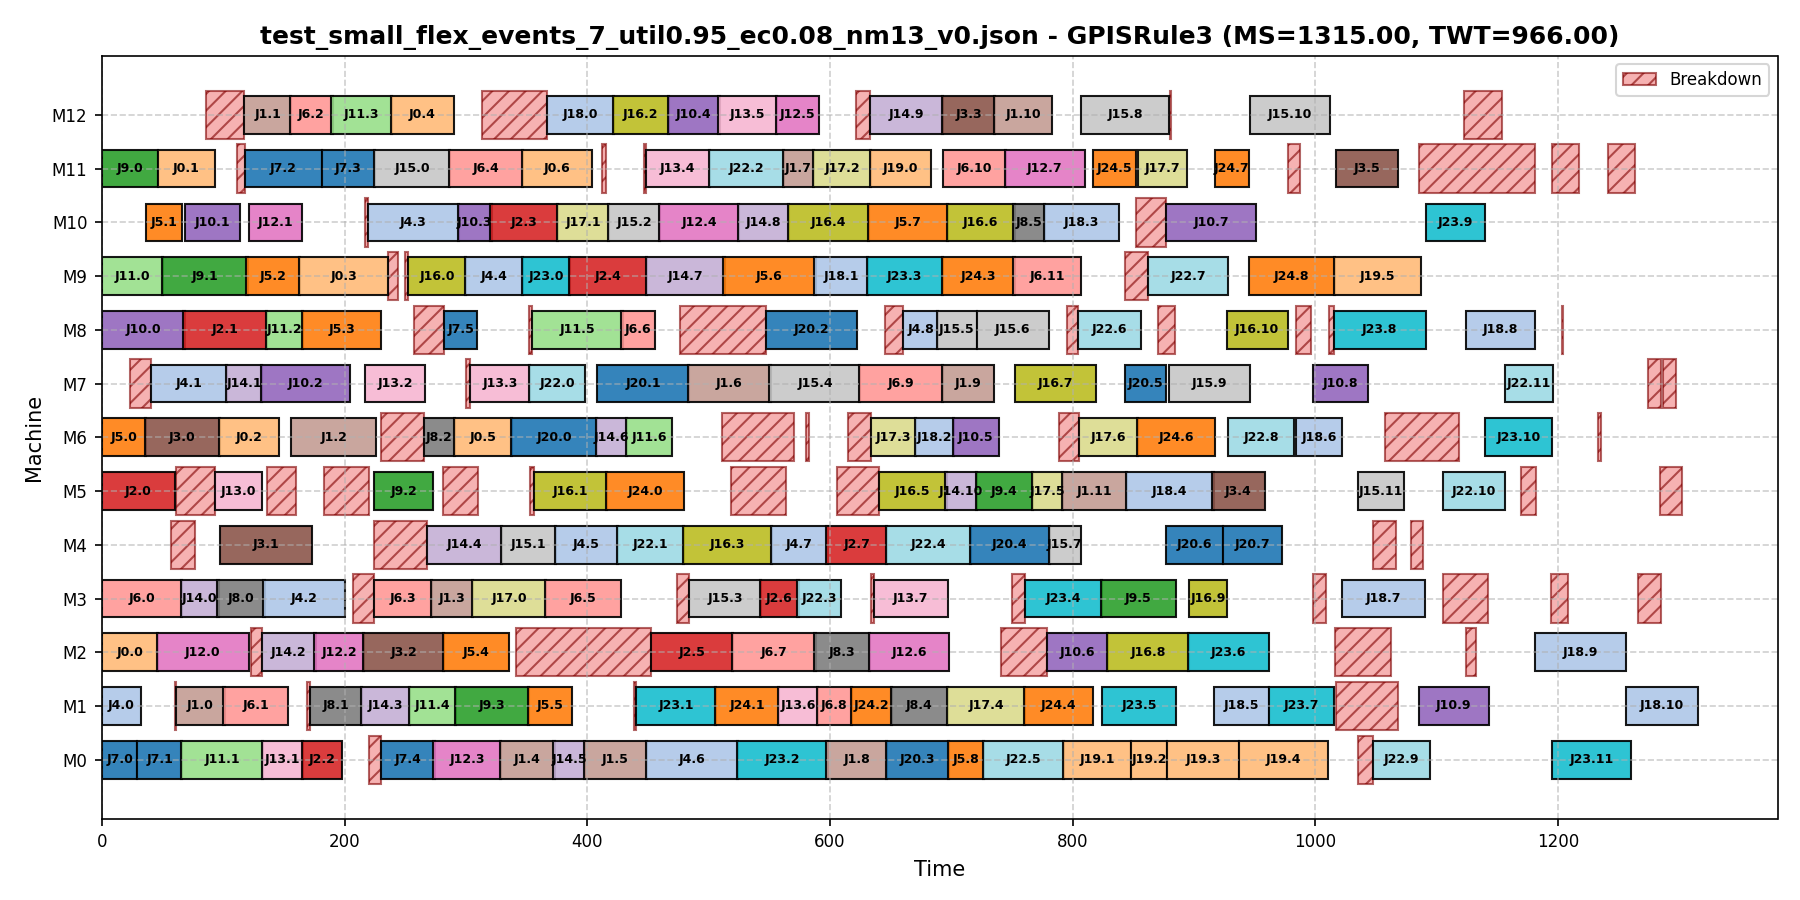 test_small_flex_events_7_util0.95_ec0.08_nm13_v0.json - GPISRule3 (MS=1315.00, TWT=966.00)
Breakdown
M12 J1.1 J6.2 J11.3 J0.4 J18.0 J16.2 J10.4 J13.5 J12.5 J14.9 J3.3 J1.10 J15.8 J15.10
M11 J9.0 J0.1 J7.2 J7.3 J15.0 J6.4 J0.6 J13.4 J22.2 J1.7 J17.2 J19.0 J6.10 J12.7 J24.5 J17.7 J24.7 J3.5
M10 J5.1 J10.1 J12.1 J4.3 J10.3 J2.3 J17.1 J15.2 J12.4 J14.8 J16.4 J5.7 J16.6 J8.5 J18.3 J10.7 J23.9
M9 J11.0 J9.1 J5.2 J0.3 J16.0 J4.4 J23.0 J2.4 J14.7 J5.6 J18.1 J23.3 J24.3 J6.11 J22.7 J24.8 J19.5
M8 J10.0 J2.1 J11.2 J5.3 J7.5 J11.5 J6.6 J20.2 J4.8 J15.5 J15.6 J22.6 J16.10 J23.8 J18.8
M7 J4.1 J14.1 J10.2 J13.2 J13.3 J22.0 J20.1 J1.6 J15.4 J6.9 J1.9 J16.7 J20.5 J15.9 J10.8 J22.11
M6 J5.0 J3.0 J0.2 J1.2 J8.2 J0.5 J20.0 J14.6 J11.6 J17.3 J18.2 J10.5 J17.6 J24.6 J22.8 J18.6 J23.10
M5 J2.0 J13.0 J9.2 J16.1 J24.0 J16.5 J14.10 J9.4 J17.5 J1.11 J18.4 J3.4 J15.11 J22.10
M4 J3.1 J14.4 J15.1 J4.5 J22.1 J16.3 J4.7 J2.7 J22.4 J20.4 J15.7 J20.6 J20.7
M3 J6.0 J14.0 J8.0 J4.2 J6.3 J1.3 J17.0 J6.5 J15.3 J2.6 J22.3 J13.7 J23.4 J9.5 J16.9 J18.7
M2 J0.0 J12.0 J14.2 J12.2 J3.2 J5.4 J2.5 J6.7 J8.3 J12.6 J10.6 J16.8 J23.6 J18.9
M1 J4.0 J1.0 J6.1 J8.1 J14.3 J11.4 J9.3 J5.5 J23.1 J24.1 J13.6 J6.8 J24.2 J8.4 J17.4 J24.4 J23.5 J18.5 J23.7 J10.9 J18.10
M0 J7.0 J7.1 J11.1 J13.1 J2.2 J7.4 J12.3 J1.4 J14.5 J1.5 J4.6 J23.2 J1.8 J20.3 J5.8 J22.5 J19.1 J19.2 J19.3 J19.4 J22.9 J23.11
0 200 400 600 800 1000 1200
Time
Machine